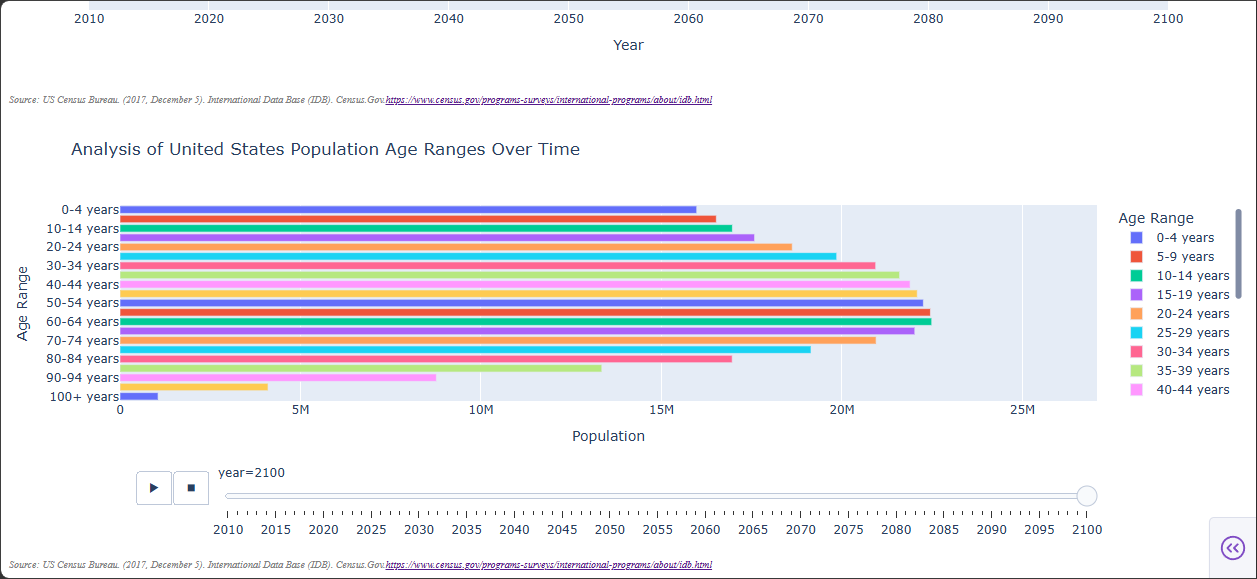 2010 2020 2030 2040 2050 2060 2070 2080 2090 2100
Year
Source: US Census Bureau. (2017, December 5). International Data Base (IDB). Census.Gov.https://www.census.gov/programs-surveys/international-programs/about/idb.html
Analysis of United States Population Age Ranges Over Time
Age Range
0-4 years
10-14 years
20-24 years
30-34 years
40-44 years
50-54 years
60-64 years
70-74 years
80-84 years
90-94 years
100+ years
0 5M 10M 15M 20M 25M
Population
Age Range
0-4 years
5-9 years
10-14 years
15-19 years
20-24 years
25-29 years
30-34 years
35-39 years
40-44 years
year=2100
2010 2015 2020 2025 2030 2035 2040 2045 2050 2055 2060 2065 2070 2075 2080 2085 2090 2095 2100
Source: US Census Bureau. (2017, December 5). International Data Base (IDB). Census.Gov.https://www.census.gov/programs-surveys/international-programs/about/idb.html